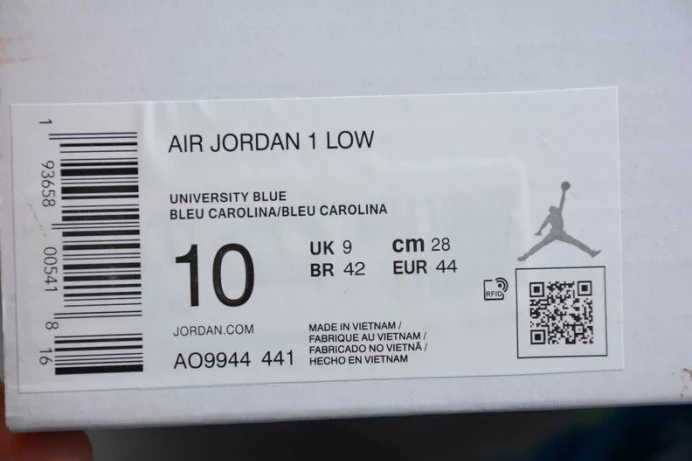 AIR JORDAN 1 LOW
UNIVERSITY BLUE
BLEU CAROLINA/BLEU CAROLINA
10
UK 9 cm 28
BR 42 EUR 44
RFID
JORDAN.COM
AO9944 441
MADE IN VIETNAM /
FABRIQUE AU VIETNAM /
FABRICADO NO VIETNÃ /
HECHO EN VIETNAM
1 93658 00541 8 16